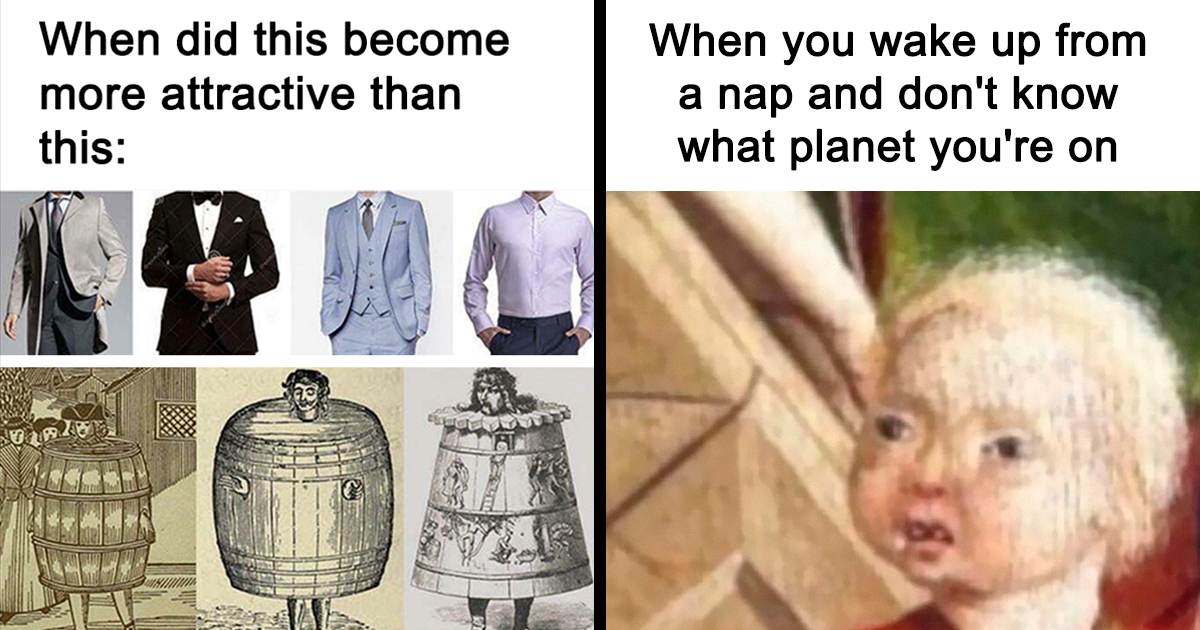 When did this become
more attractive than
this:
When you wake up from
a nap and don't know
what planet you're on